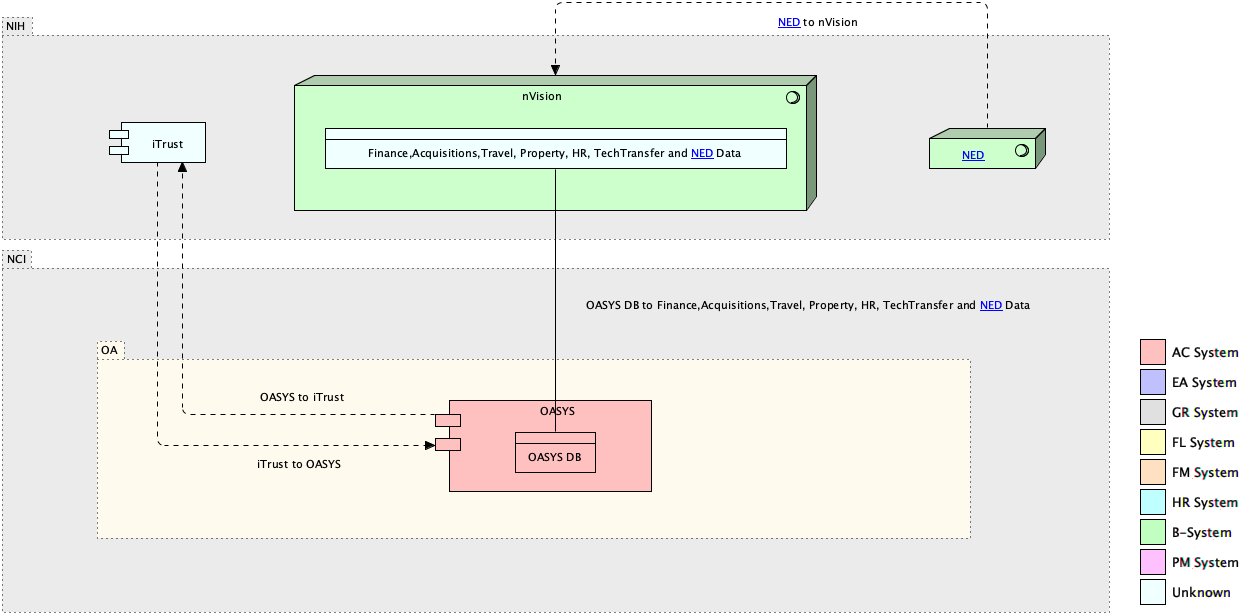 NED to nVision
NIH
nVision
iTrust
Finance,Acquisitions,Travel, Property, HR, TechTransfer and NED Data
NED
NCI
OASYS DB to Finance,Acquisitions,Travel, Property, HR, TechTransfer and NED Data
OA
OASYS to iTrust
OASYS
OASYS DB
iTrust to OASYS
AC System
EA System
GR System
FL System
FM System
HR System
B-System
PM System
Unknown